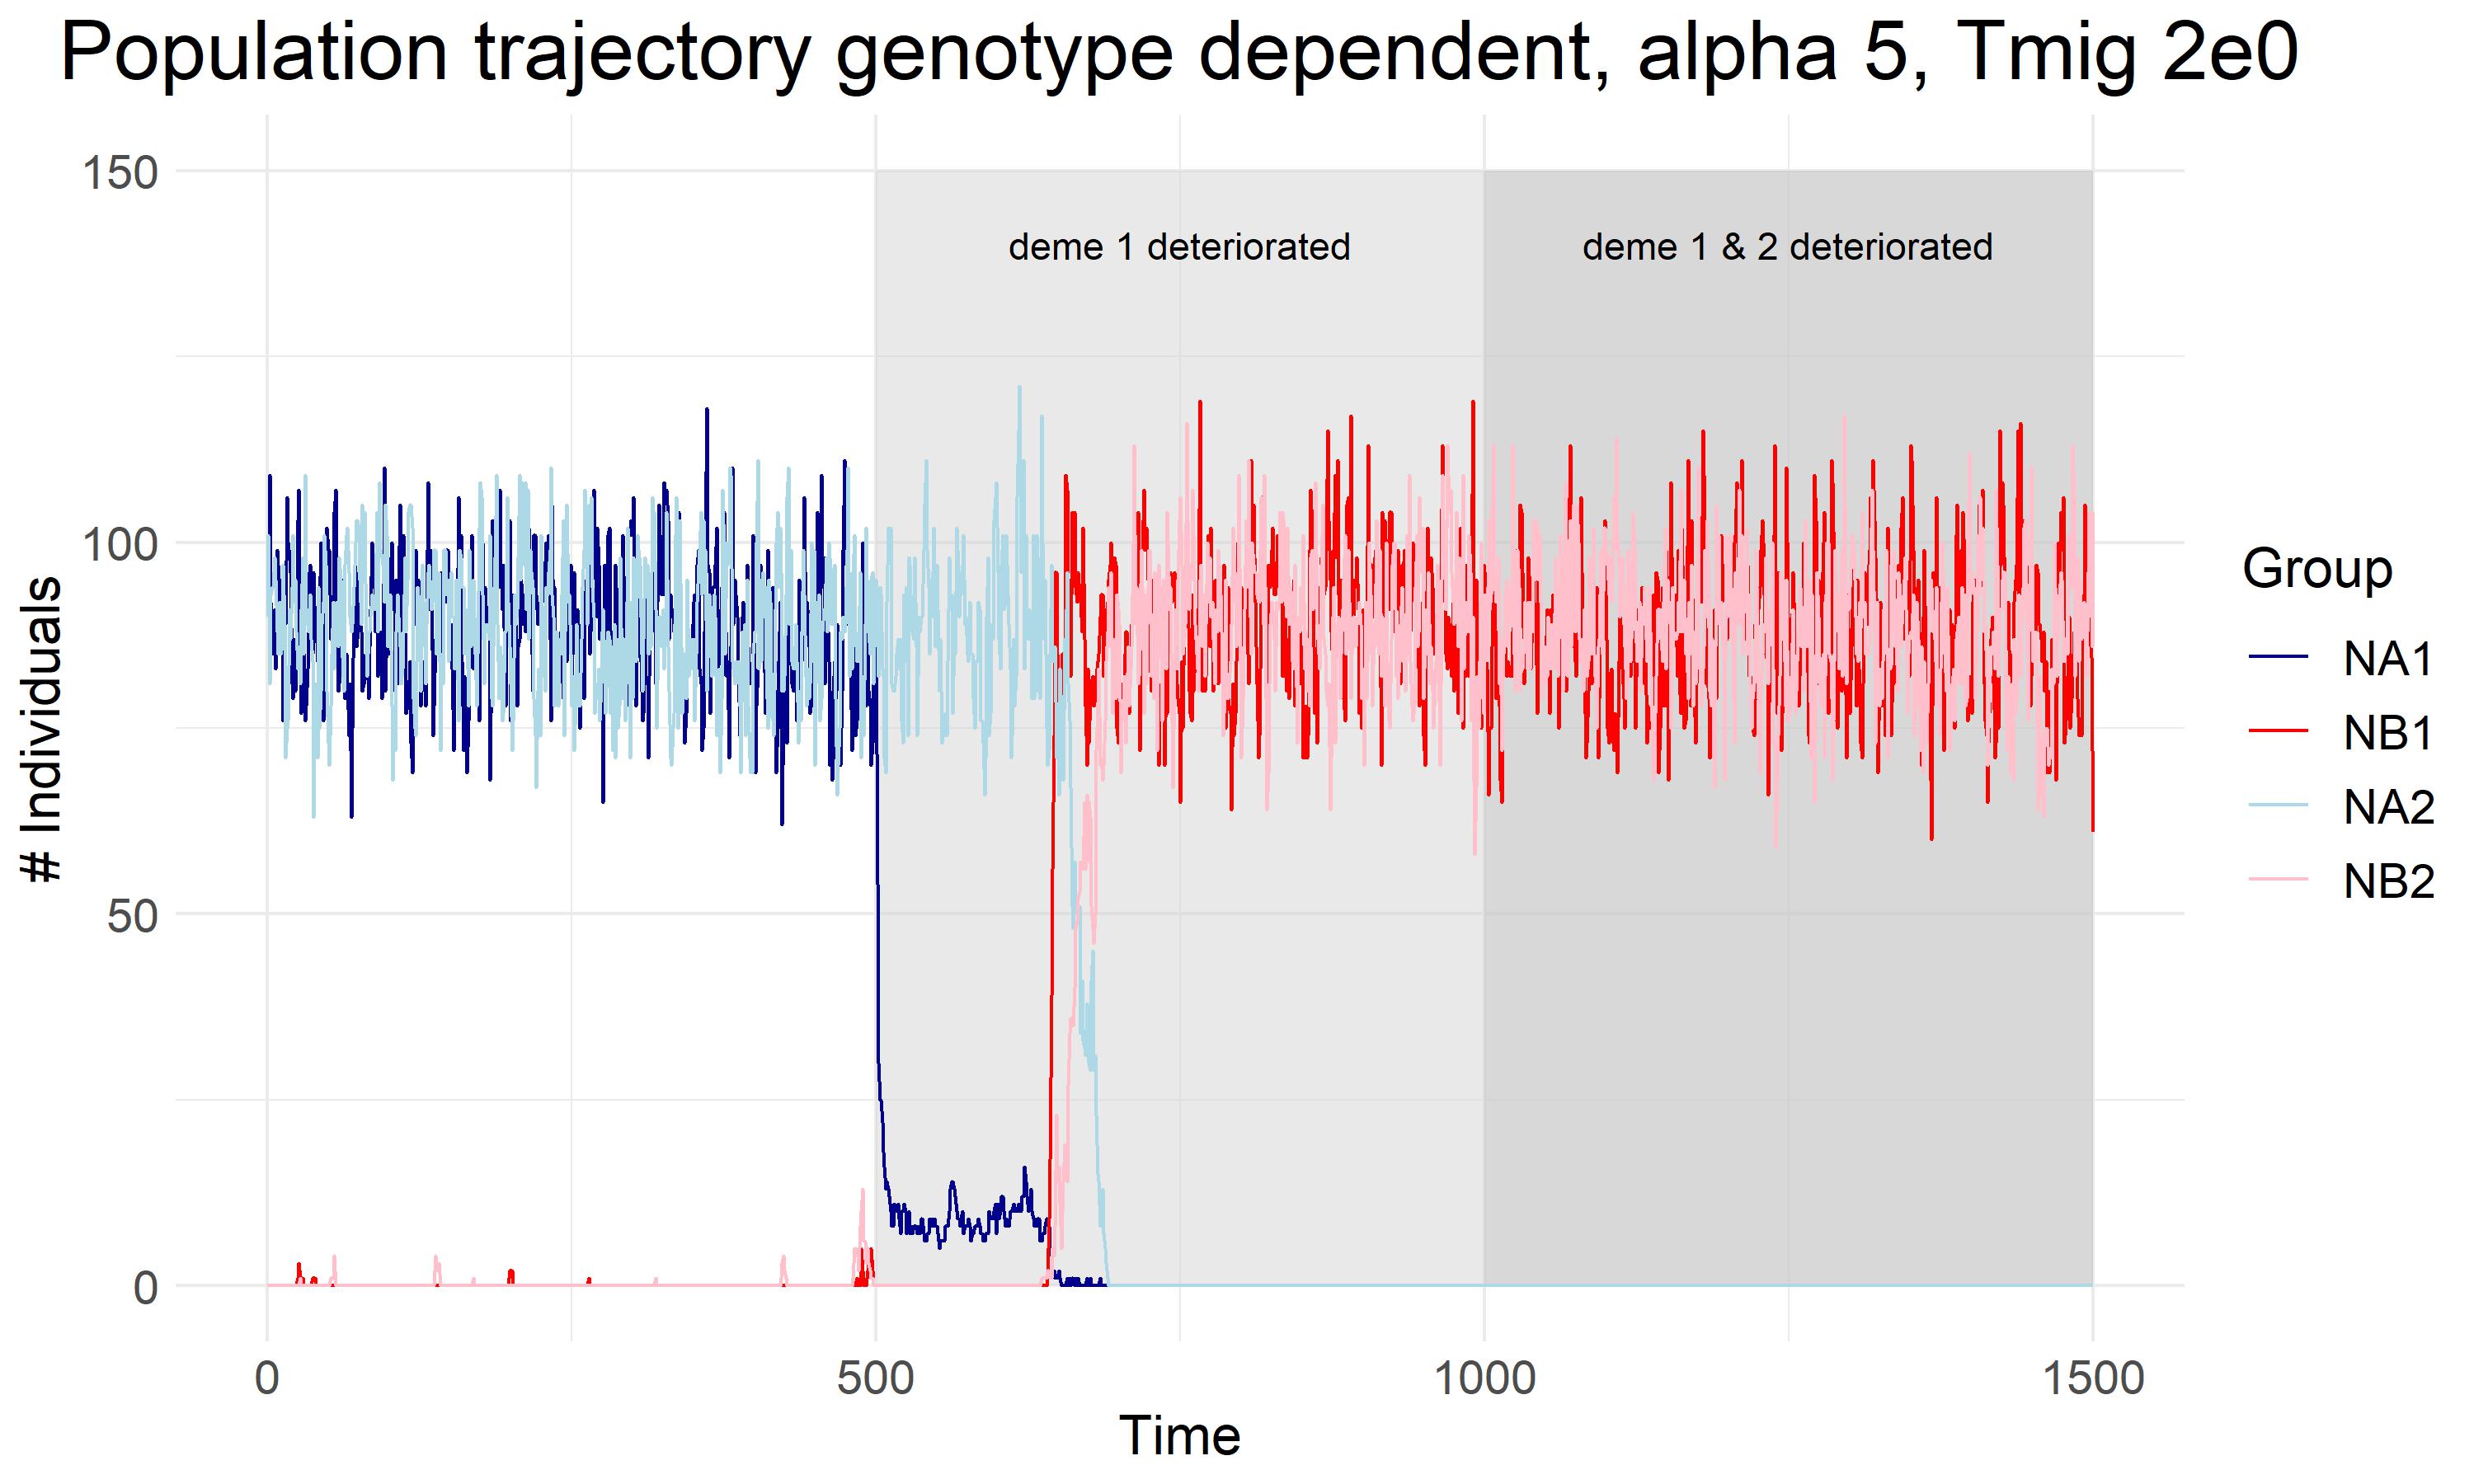 Population trajectory genotype dependent, alpha 5, Tmig 2e0
150
deme 1 deteriorated
deme 1 & 2 deteriorated
100
50
0
# Individuals
0
500
1000
1500
Time
Group
NA1
NB1
NA2
NB2